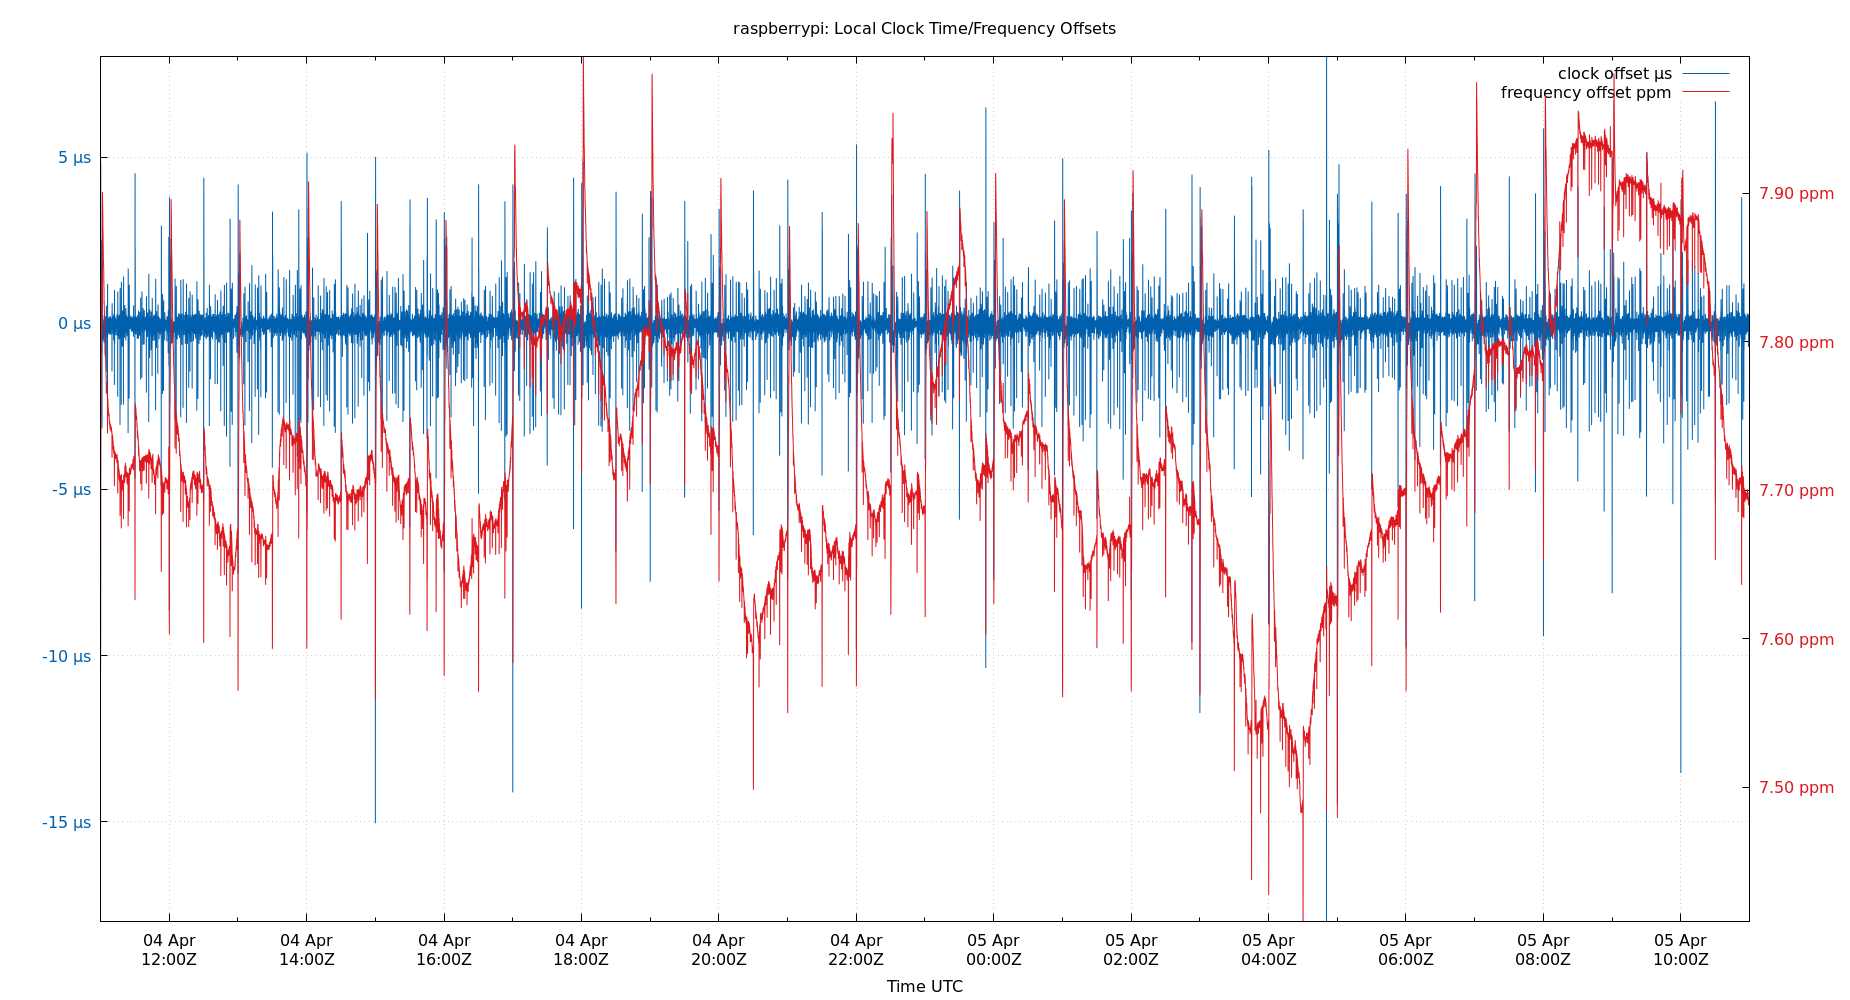 raspberrypi: Local Clock Time/Frequency Offsets
clock offset µs
frequency offset ppm
5 µs
0 µs
-5 µs
-10 µs
-15 µs
7.90 ppm
7.80 ppm
7.70 ppm
7.60 ppm
7.50 ppm
04 Apr 04 Apr 04 Apr 04 Apr 04 Apr 04 Apr 05 Apr 05 Apr 05 Apr 05 Apr 05 Apr 05 Apr
12:00Z 14:00Z 16:00Z 18:00Z 20:00Z 22:00Z 00:00Z 02:00Z 04:00Z 06:00Z 08:00Z 10:00Z
Time UTC